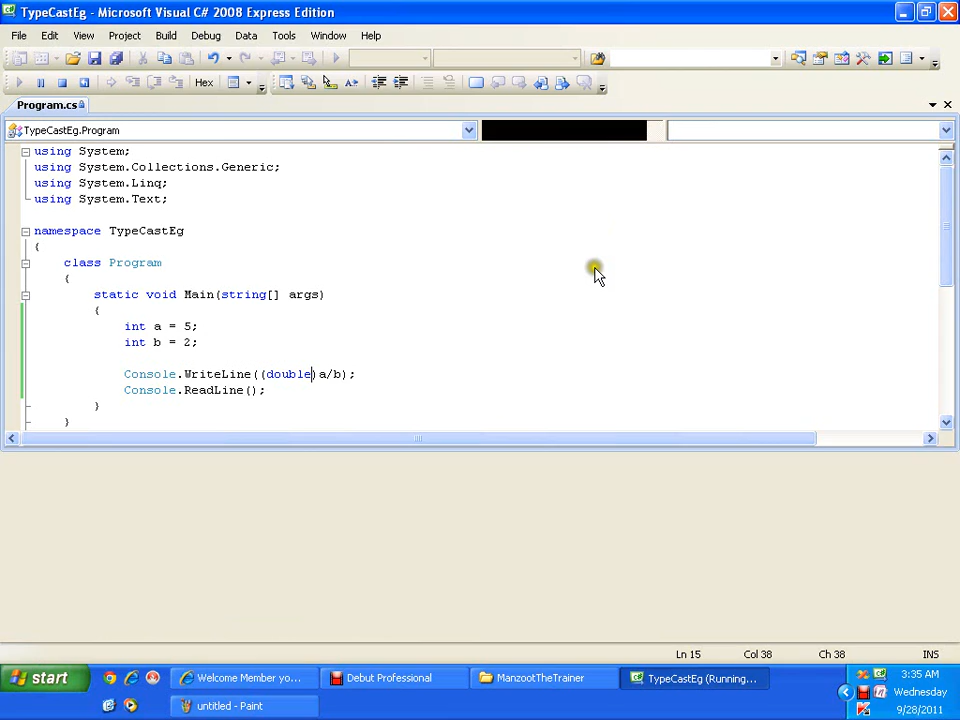 TypeCastEg - Microsoft Visual C# 2008 Express Edition
File Edit View Project Build Debug Data Tools Window Help
Hex
Program.cs
TypeCastEg.Program
using System;
using System.Collections.Generic;
using System.Linq;
using System.Text;
namespace TypeCastEg
{
class Program
{
static void Main(string[] args)
{
int a = 5;
int b = 2;
Console.WriteLine((double)a/b);
Console.ReadLine();
}
}
Ln 15 Col 38 Ch 38 INS
start Welcome Member yo... Debut Professional ManzootTheTrainer TypeCastEg (Running... 3:35 AM
untitled - Paint Wednesday
9/28/2011